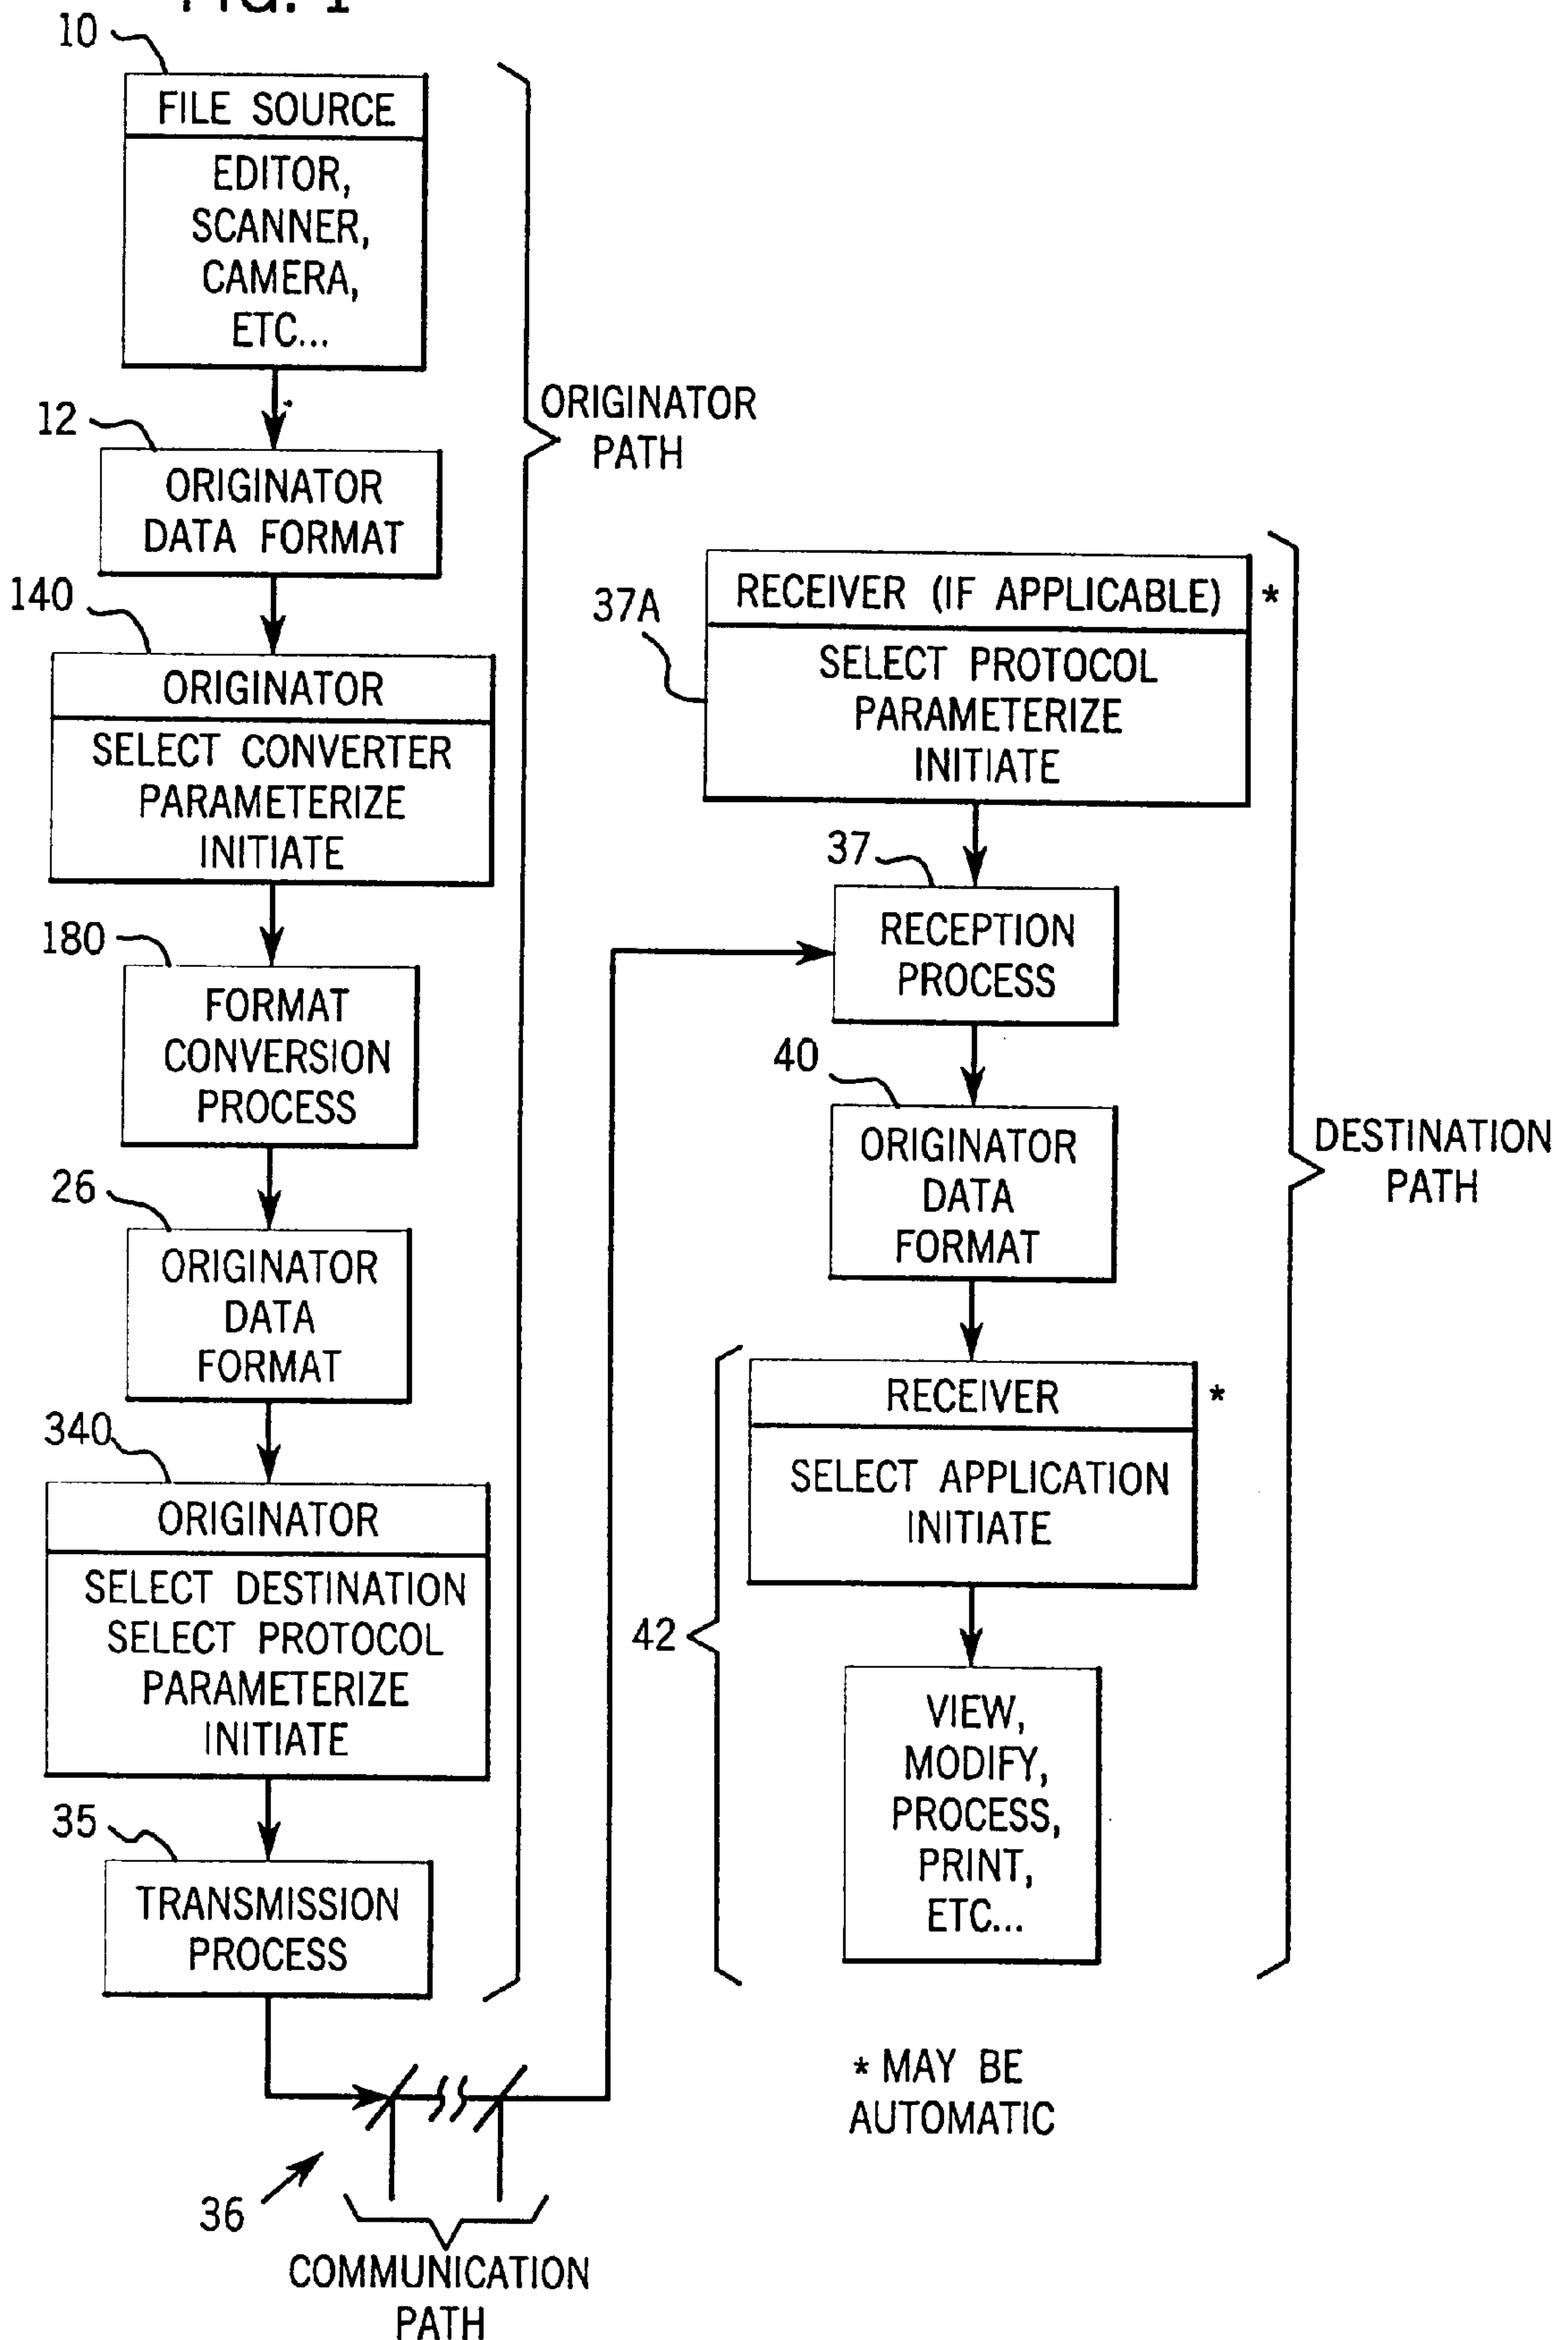 FIG. 1
10
FILE SOURCE
EDITOR,
SCANNER,
CAMERA,
ETC...
ORIGINATOR
PATH
12
ORIGINATOR
DATA FORMAT
140
ORIGINATOR
SELECT CONVERTER
PARAMETERIZE
INITIATE
180
FORMAT
CONVERSION
PROCESS
26
ORIGINATOR
DATA
FORMAT
340
ORIGINATOR
SELECT DESTINATION
SELECT PROTOCOL
PARAMETERIZE
INITIATE
35
TRANSMISSION
PROCESS
36
COMMUNICATION
PATH
37A
RECEIVER (IF APPLICABLE) *
SELECT PROTOCOL
PARAMETERIZE
INITIATE
37
RECEPTION
PROCESS
40
ORIGINATOR
DATA
FORMAT
DESTINATION
PATH
RECEIVER *
SELECT APPLICATION
INITIATE
42
VIEW,
MODIFY,
PROCESS,
PRINT,
ETC...
* MAY BE
AUTOMATIC